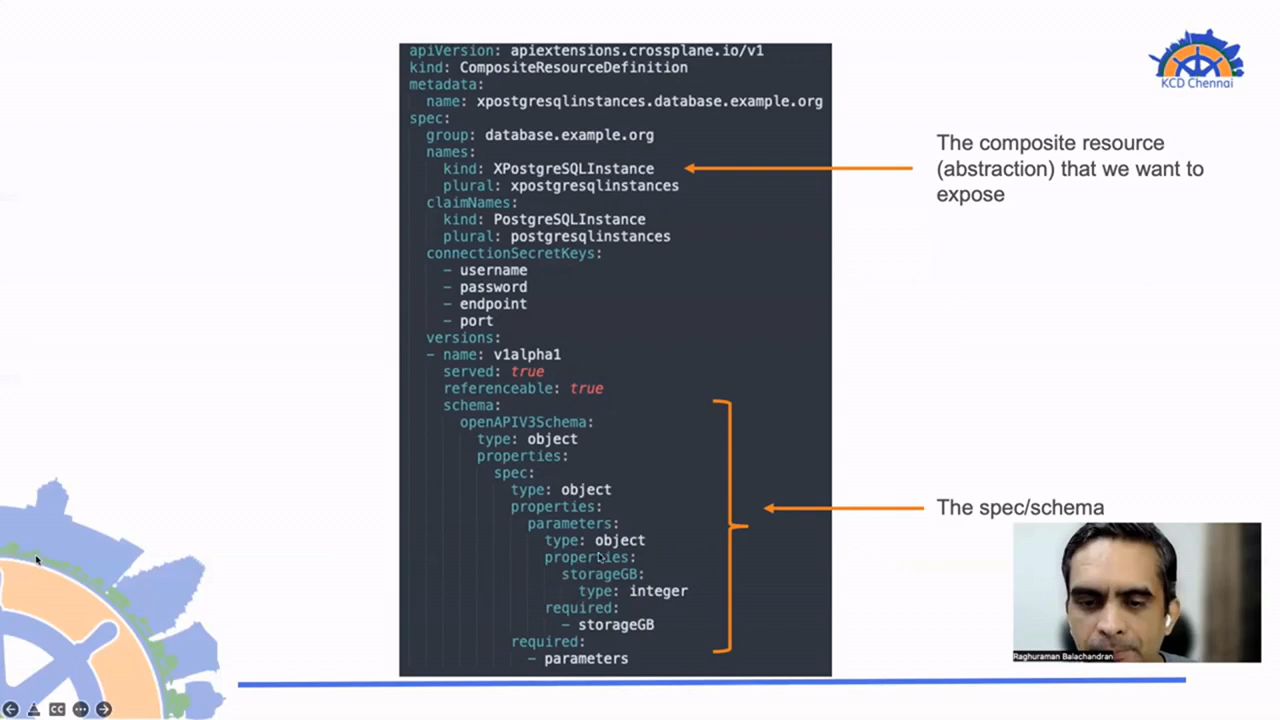 apiVersion: apiextensions.crossplane.io/v1
kind: CompositeResourceDefinition
metadata:
  name: xpostgresqlinstances.database.example.org
spec:
  group: database.example.org
  names:
    kind: XPostgreSQLInstance
    plural: xpostgresqlinstances
  claimNames:
    kind: PostgreSQLInstance
    plural: postgresqlinstances
  connectionSecretKeys:
    - username
    - password
    - endpoint
    - port
  versions:
  - name: v1alpha1
    served: true
    referenceable: true
    schema:
      openAPIV3Schema:
        type: object
        properties:
          spec:
            type: object
            properties:
              parameters:
                type: object
                properties:
                  storageGB:
                    type: integer
                required:
                  - storageGB
            required:
              - parameters
KCD Chennai
The composite resource
(abstraction) that we want to
expose
The spec/schema
Raghuraman Balachandran
CC